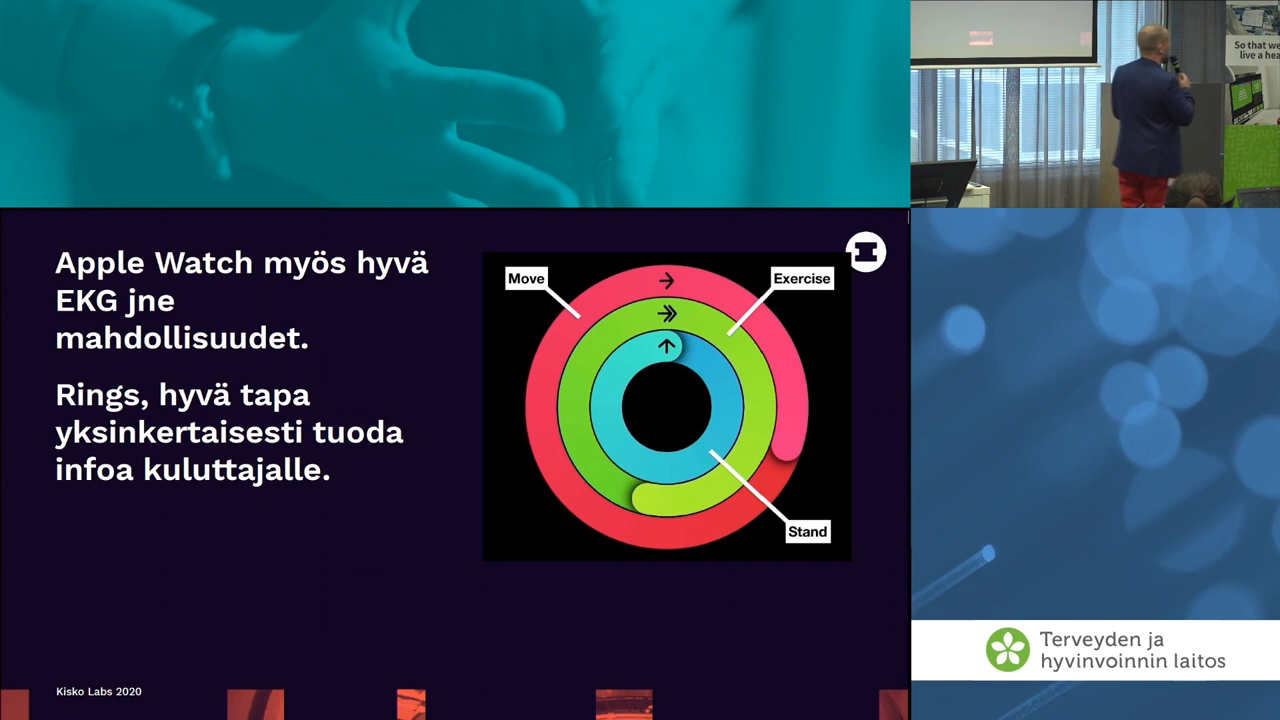 So that we
live a hea
Apple Watch myös hyvä
EKG jne
mahdollisuudet.
Rings, hyvä tapa
yksinkertaisesti tuoda
infoa kuluttajalle.
Move
Exercise
Stand
Kisko Labs 2020
Terveyden ja
hyvinvoinnin laitos